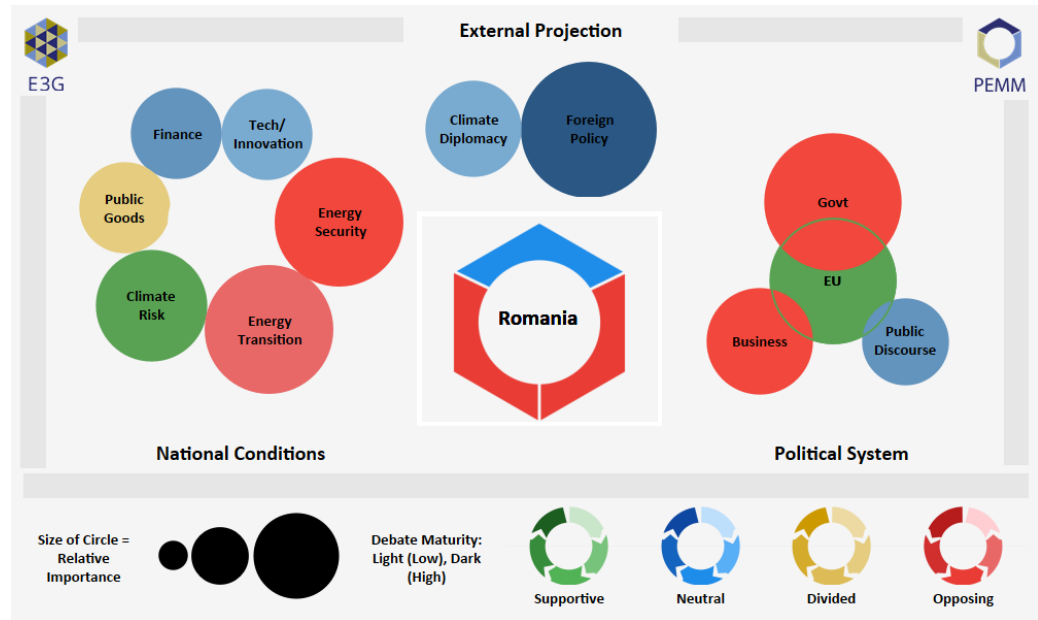 External Projection
E3G
PEMM
Finance
Tech/
Innovation
Climate
Diplomacy
Foreign
Policy
Public
Goods
Energy
Security
Govt
EU
Climate
Risk
Energy
Transition
Romania
Business
Public
Discourse
National Conditions
Political System
Size of Circle =
Relative
Importance
Debate Maturity:
Light (Low), Dark
(High)
Supportive
Neutral
Divided
Opposing